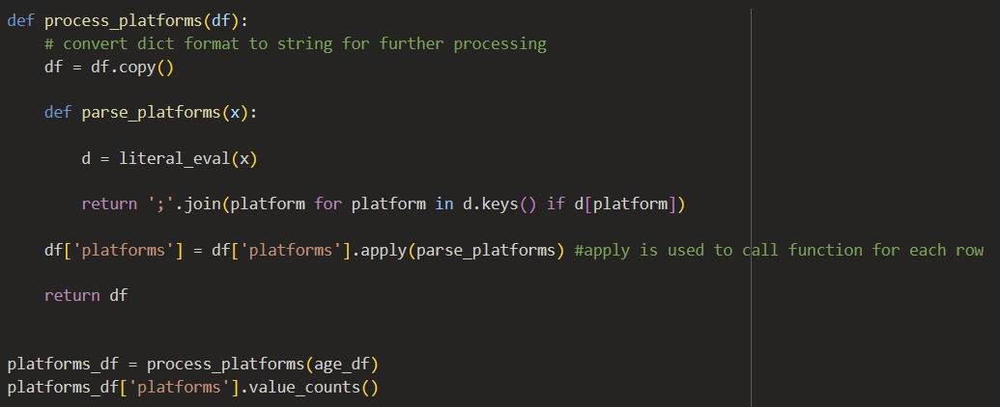 def process_platforms(df):
    # convert dict format to string for further processing
    df = df.copy()
    def parse_platforms(x):
        d = literal_eval(x)
        return ';'.join(platform for platform in d.keys() if d[platform])
    df['platforms'] = df['platforms'].apply(parse_platforms) #apply is used to call function for each row
    return df
platforms_df = process_platforms(age_df)
platforms_df['platforms'].value_counts()